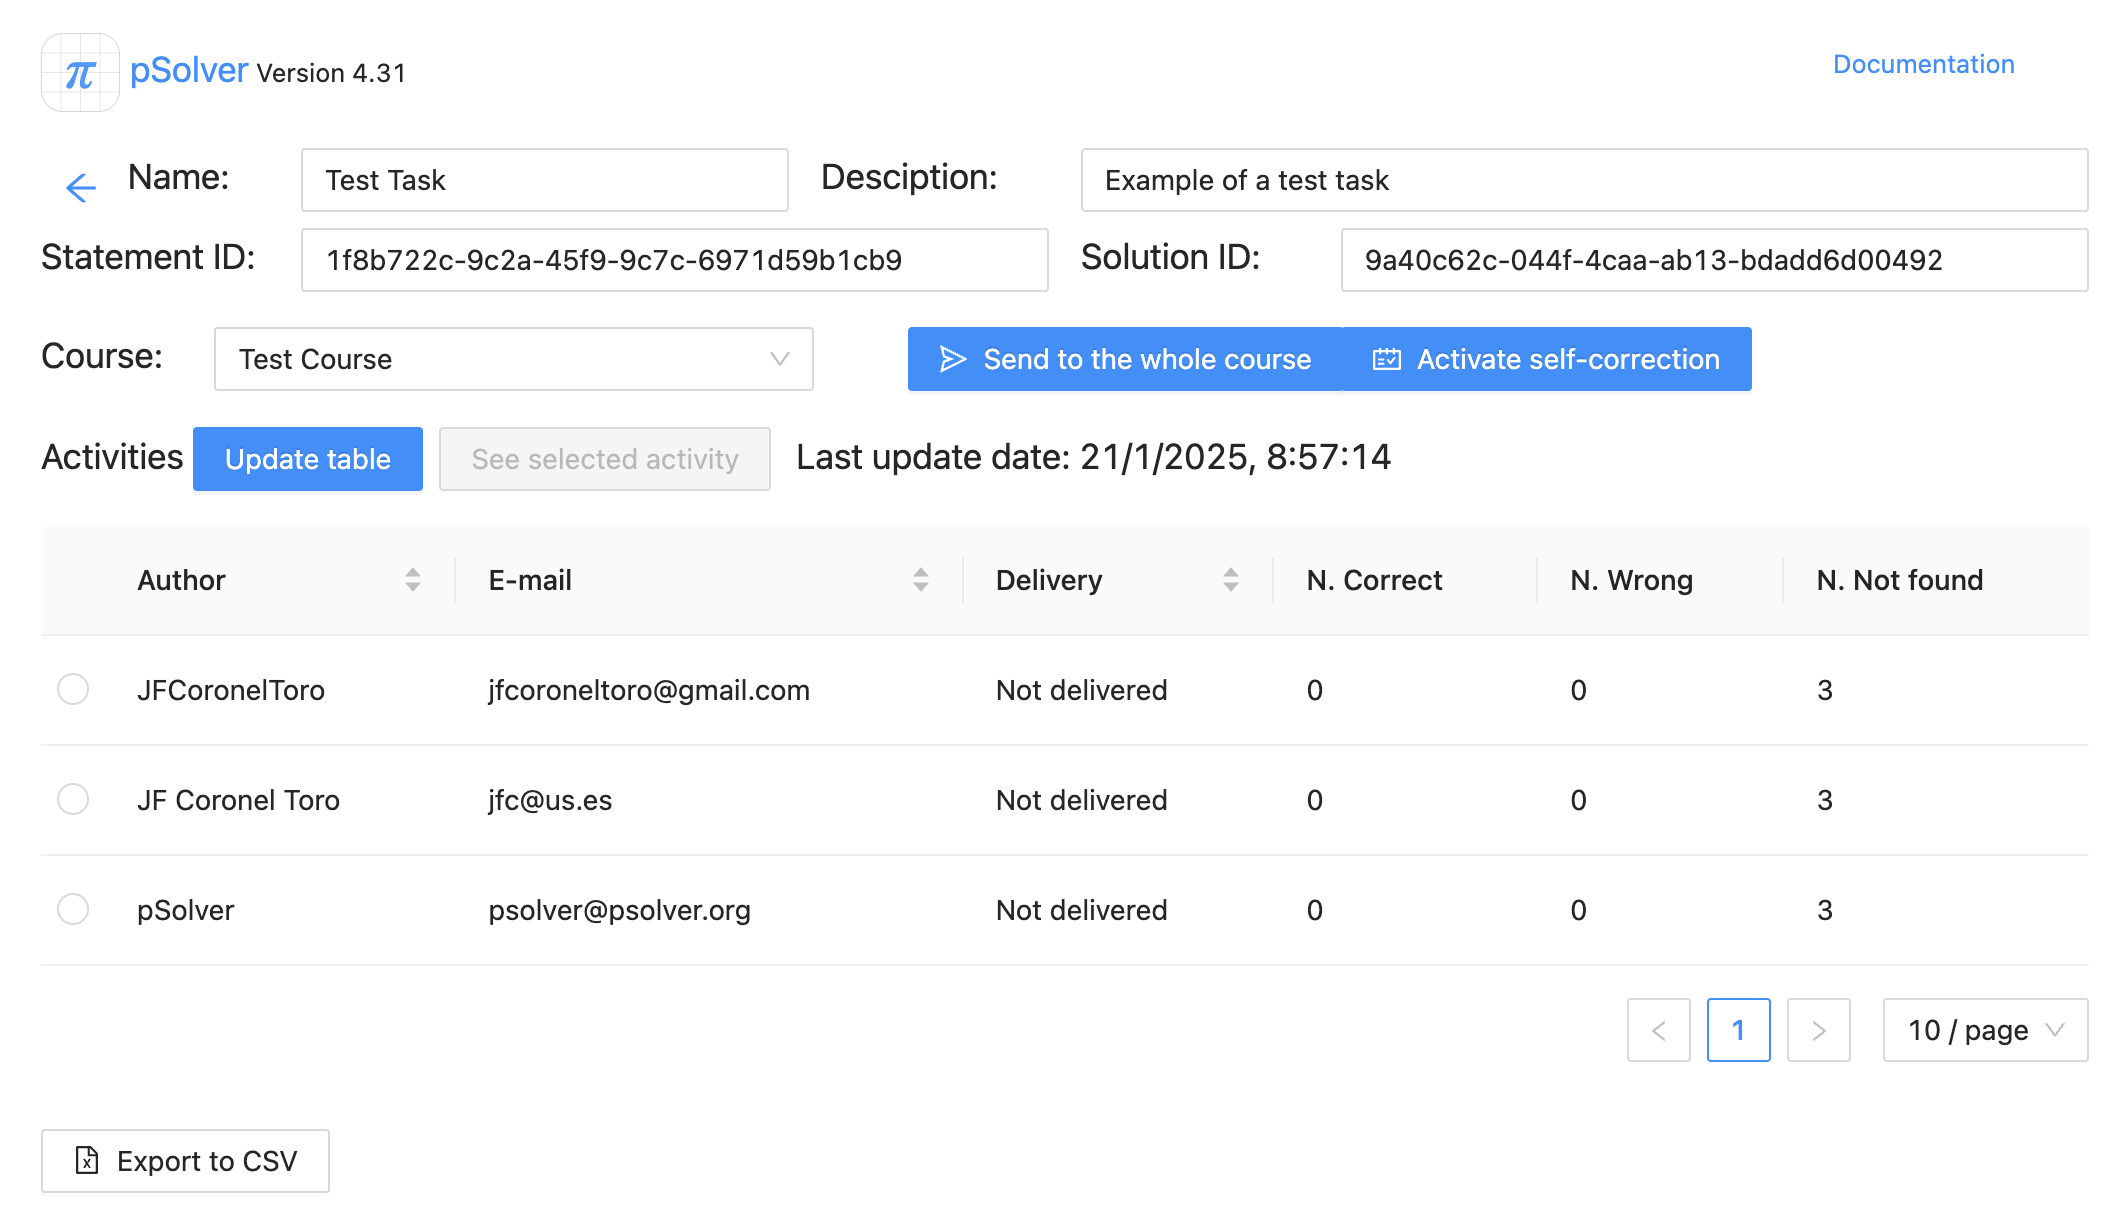 π pSolver Version 4.31 Documentation
Name: Test Task Desciption: Example of a test task
Statement ID: 1f8b722c-9c2a-45f9-9c7c-6971d59b1cb9 Solution ID: 9a40c62c-044f-4caa-ab13-bdadd6d00492
Course: Test Course Send to the whole course Activate self-correction
Activities Update table See selected activity Last update date: 21/1/2025, 8:57:14
Author E-mail Delivery N. Correct N. Wrong N. Not found
JFCoronelToro jfcoroneltoro@gmail.com Not delivered 0 0 3
JF Coronel Toro jfc@us.es Not delivered 0 0 3
pSolver psolver@psolver.org Not delivered 0 0 3
< 1 > 10 / page
Export to CSV